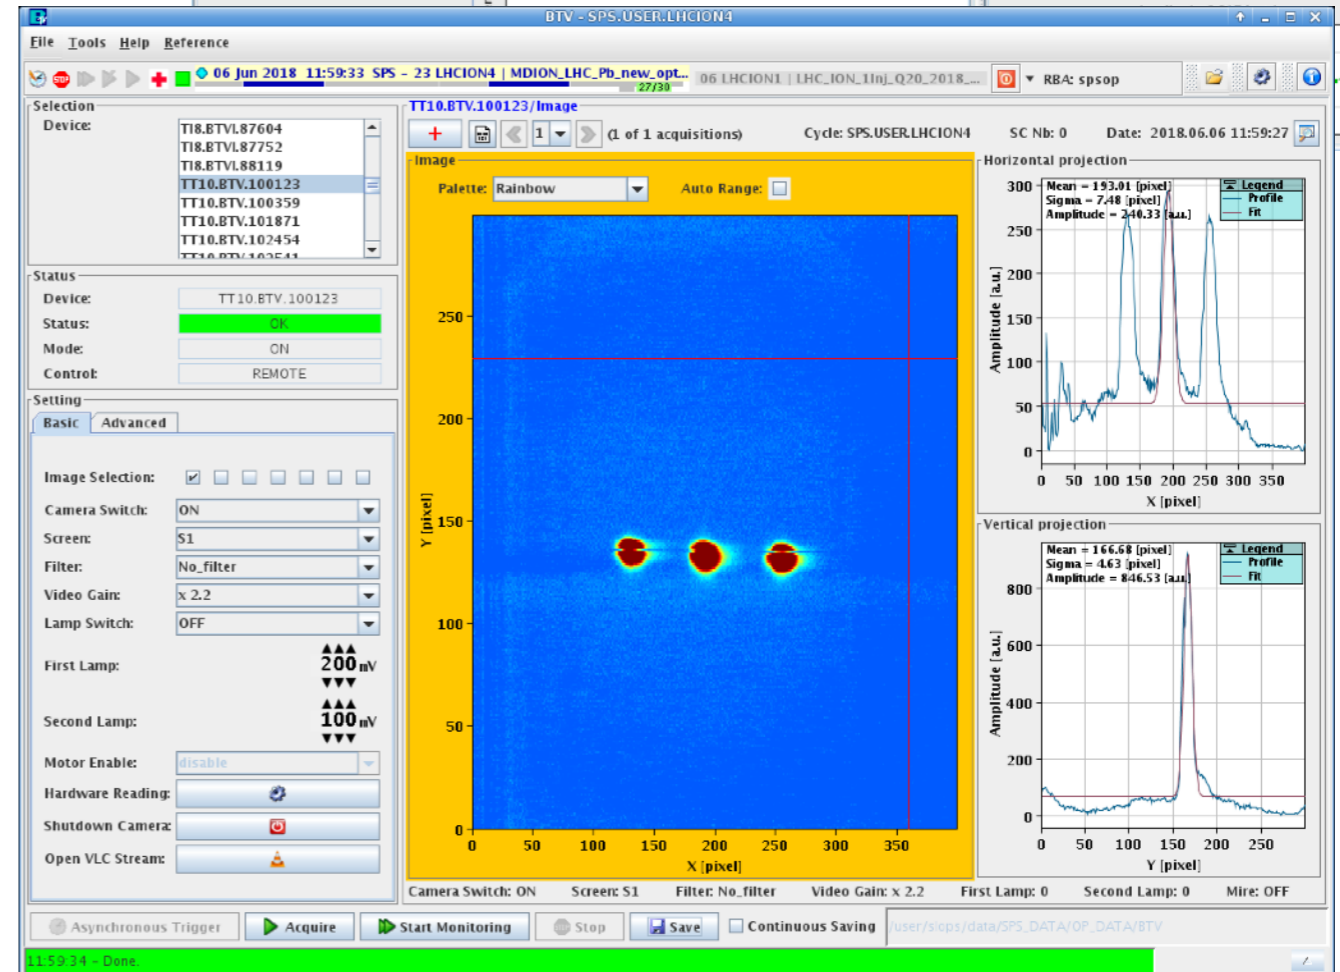 BTV - SPS.USER.LHCION4
File Tools Help Reference
STOP
06 Jun 2018 11:59:33 SPS - 23 LHCION4 | MDION_LHC_Pb_new_opt...
27/30
06 LHCION1 | LHC_ION_1Inj_Q20_2018_...
RBA: spsop
Selection
Device:
TI8.BTVI.87604
TI8.BTVI.87752
TI8.BTVI.88119
TT10.BTV.100123
TT10.BTV.100359
TT10.BTV.101871
TT10.BTV.102454
TT10.BTV.102541
Status
Device: TT10.BTV.100123
Status: OK
Mode: ON
Control: REMOTE
Setting
Basic Advanced
Image Selection:
Camera Switch: ON
Screen: S1
Filter: No_filter
Video Gain: x 2.2
Lamp Switch: OFF
First Lamp: 200 mV
Second Lamp: 100 mV
Motor Enable: disable
Hardware Reading:
Shutdown Camera:
Open VLC Stream:
TT10.BTV.100123/Image
1 (1 of 1 acquisitions) Cycle: SPS.USER.LHCION4 SC Nb: 0 Date: 2018.06.06 11:59:27
Image
Palette: Rainbow Auto Range:
250
200
150
100
50
0
Y [pixel]
0 50 100 150 200 250 300 350
X [pixel]
Horizontal projection
Mean = 193.01 [pixel]
Sigma = 7.48 [pixel]
Amplitude = 240.33 [a.u.]
Legend
Profile
Fit
300
250
200
150
100
50
0
Amplitude [a.u.]
0 50 100 150 200 250 300 350
X [pixel]
Vertical projection
Mean = 166.68 [pixel]
Sigma = 4.63 [pixel]
Amplitude = 846.53 [a.u.]
Legend
Profile
Fit
800
600
400
200
0
Amplitude [a.u.]
0 50 100 150 200 250
Y [pixel]
Camera Switch: ON Screen: S1 Filter: No_filter Video Gain: x 2.2 First Lamp: 0 Second Lamp: 0 Mire: OFF
Asynchronous Trigger Acquire Start Monitoring Stop Save Continuous Saving /user/slops/data/SPS_DATA/OP_DATA/BTV
11:59:34 - Done.